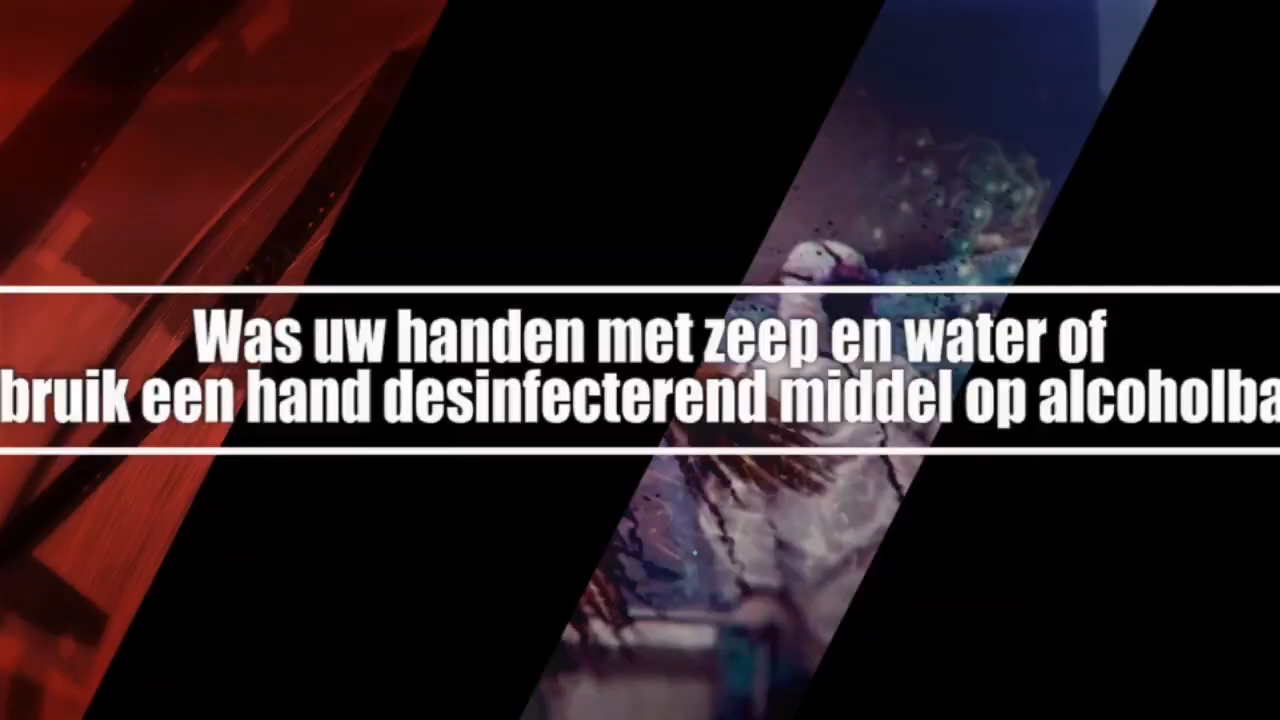 Was uw handen met zeep en water of
bruik een hand desinfecterend middel op alcoholba